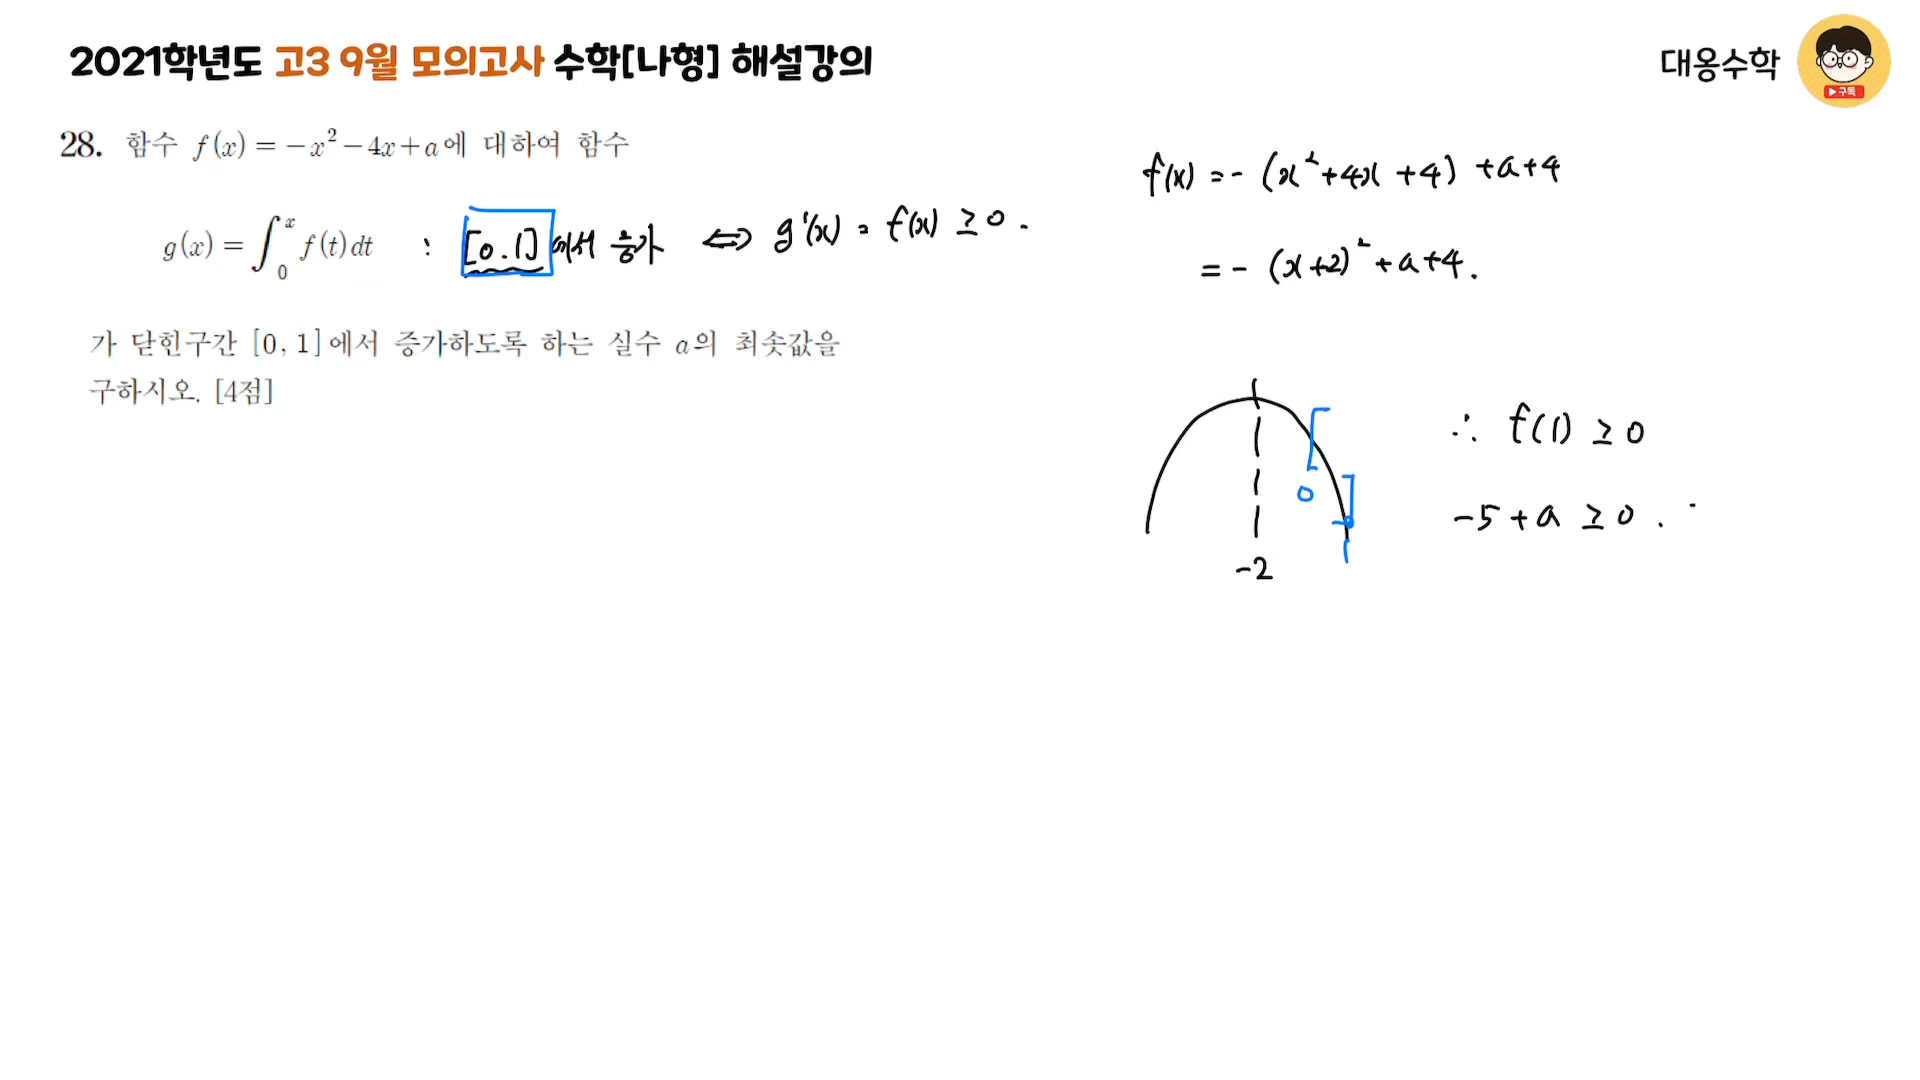 2021학년도 고3 9월 모의고사 수학[나형] 해설강의
대옹수학
구독
28. 함수 f(x)=-x²-4x+a에 대하여 함수
g(x)=∫₀ˣ f(t)dt : [0.1]에서 증가 ⟺ g'(x) = f(x) ≥ 0.
가 닫힌구간 [0, 1]에서 증가하도록 하는 실수 a의 최솟값을
구하시오. [4점]
f(x) = -(x²+4x+4) +a+4
= -(x+2)² +a+4.
0
1
-2
∴ f(1) ≥ 0
-5+a ≥ 0.